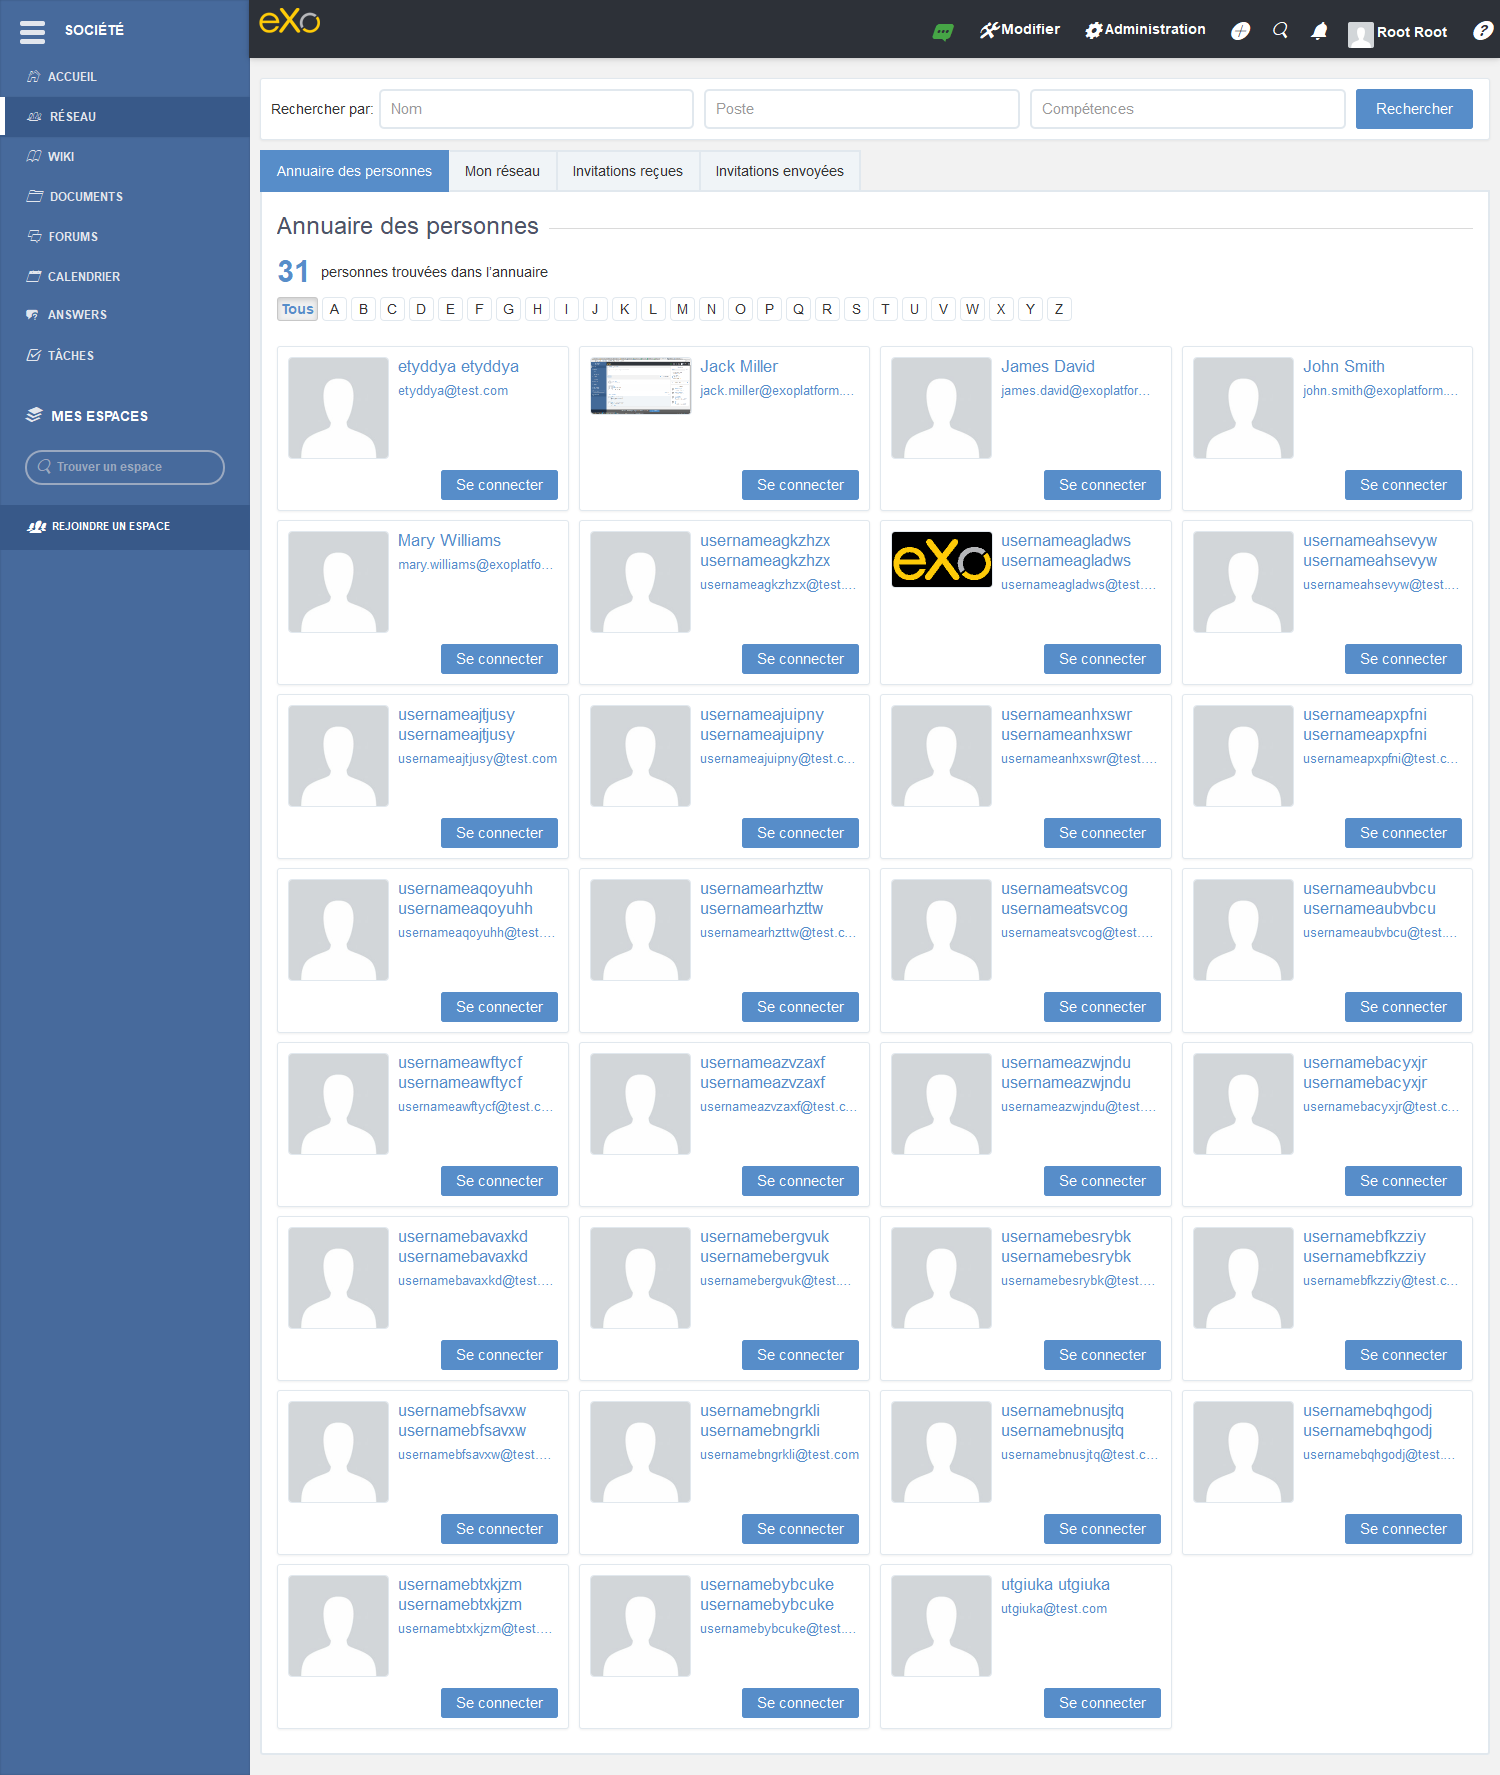 SOCIÉTÉ
eXo
Modifier
Administration
Root Root
?
ACCUEIL
RÉSEAU
WIKI
DOCUMENTS
FORUMS
CALENDRIER
ANSWERS
TÂCHES
MES ESPACES
Trouver un espace
REJOINDRE UN ESPACE
Rechercher par: Nom Poste Compétences Rechercher
Annuaire des personnes Mon réseau Invitations reçues Invitations envoyées
Annuaire des personnes
31 personnes trouvées dans l'annuaire
Tous A B C D E F G H I J K L M N O P Q R S T U V W X Y Z
etyddya etyddya
etyddya@test.com
Se connecter
Jack Miller
jack.miller@exoplatform....
Se connecter
James David
james.david@exoplatfor...
Se connecter
John Smith
john.smith@exoplatform....
Se connecter
Mary Williams
mary.williams@exoplatfo...
Se connecter
usernameagkzhzx
usernameagkzhzx
usernameagkzhzx@test....
Se connecter
eXo
usernameagladws
usernameagladws
usernameagladws@test....
Se connecter
usernameahsevyw
usernameahsevyw
usernameahsevyw@test....
Se connecter
usernameajtjusy
usernameajtjusy
usernameajtjusy@test.com
Se connecter
usernameajuipny
usernameajuipny
usernameajuipny@test.c...
Se connecter
usernameanhxswr
usernameanhxswr
usernameanhxswr@test....
Se connecter
usernameapxpfni
usernameapxpfni
usernameapxpfni@test.c...
Se connecter
usernameaqoyuhh
usernameaqoyuhh
usernameaqoyuhh@test....
Se connecter
usernamearhzttw
usernamearhzttw
usernamearhzttw@test.c...
Se connecter
usernameatsvcog
usernameatsvcog
usernameatsvcog@test....
Se connecter
usernameaubvbcu
usernameaubvbcu
usernameaubvbcu@test....
Se connecter
usernameawftycf
usernameawftycf
usernameawftycf@test.c...
Se connecter
usernameazvzaxf
usernameazvzaxf
usernameazvzaxf@test.c...
Se connecter
usernameazwjndu
usernameazwjndu
usernameazwjndu@test....
Se connecter
usernamebacyxjr
usernamebacyxjr
usernamebacyxjr@test.c...
Se connecter
usernamebavaxkd
usernamebavaxkd
usernamebavaxkd@test....
Se connecter
usernamebergvuk
usernamebergvuk
usernamebergvuk@test....
Se connecter
usernamebesrybk
usernamebesrybk
usernamebesrybk@test....
Se connecter
usernamebfkzziy
usernamebfkzziy
usernamebfkzziy@test.c...
Se connecter
usernamebfsavxw
usernamebfsavxw
usernamebfsavxw@test....
Se connecter
usernamebngrkli
usernamebngrkli
usernamebngrkli@test.com
Se connecter
usernamebnusjtq
usernamebnusjtq
usernamebnusjtq@test.c...
Se connecter
usernamebqhgodj
usernamebqhgodj
usernamebqhgodj@test....
Se connecter
usernamebtxkjzm
usernamebtxkjzm
usernamebtxkjzm@test....
Se connecter
usernamebybcuke
usernamebybcuke
usernamebybcuke@test....
Se connecter
utgiuka utgiuka
utgiuka@test.com
Se connecter